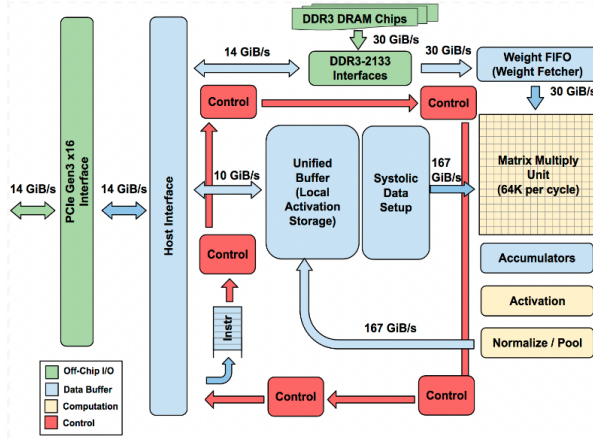 DDR3 DRAM Chips
30 GiB/s
14 GiB/s
DDR3-2133
Interfaces
30 GiB/s
Weight FIFO
(Weight Fetcher)
30 GiB/s
Control
Control
PCIe Gen3 x16
Interface
14 GiB/s
14 GiB/s
Host Interface
10 GiB/s
Unified
Buffer
(Local
Activation
Storage)
Systolic
Data
Setup
167
GiB/s
Matrix Multiply
Unit
(64K per cycle)
Control
Accumulators
Activation
Instr
167 GiB/s
Normalize / Pool
Off-Chip I/O
Data Buffer
Computation
Control
Control
Control